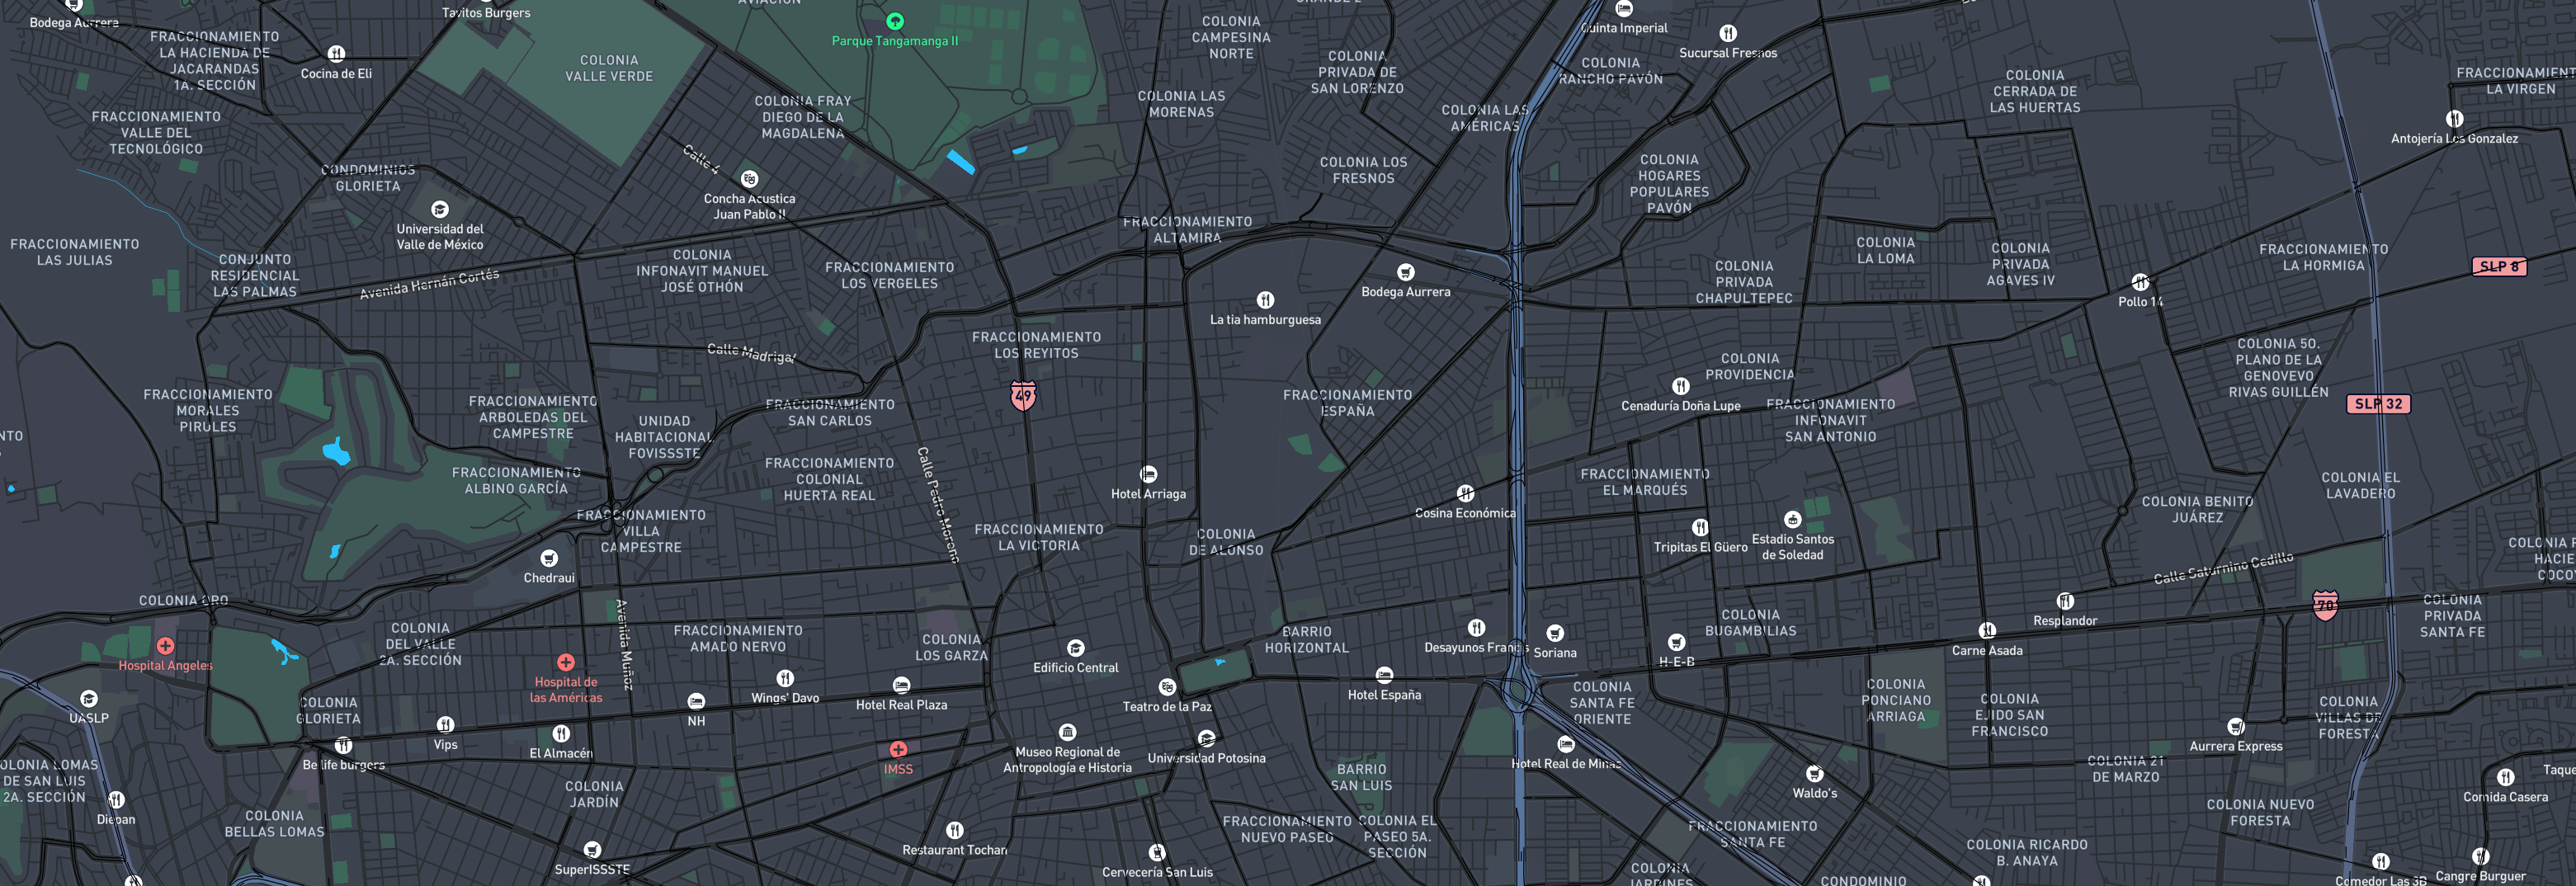 Bodega Aurrera
Tavitos Burgers
AVIACIÓN
Parque Tangamanga II
COLONIA
CAMPESINA
NORTE
Quinta Imperial
Sucursal Fresnos
FRACCIONAMIENTO
LA HACIENDA DE
JACARANDAS
1A. SECCIÓN
Cocina de Eli
COLONIA
VALLE VERDE
COLONIA
PRIVADA DE
SAN LORENZO
COLONIA
RANCHO PAVÓN
COLONIA
CERRADA DE
LAS HUERTAS
FRACCIONAMIENT
LA VIRGEN
FRACCIONAMIENTO
VALLE DEL
TECNOLÓGICO
COLONIA FRAY
DIEGO DE LA
MAGDALENA
COLONIA LAS
MORENAS
COLONIA LAS
AMÉRICAS
Antojería Los Gonzalez
CONDOMINIOS
GLORIETA
Calle 4
Concha Acustica
Juan Pablo II
COLONIA LOS
FRESNOS
COLONIA
HOGARES
POPULARES
PAVÓN
Universidad del
Valle de México
FRACCIONAMIENTO
ALTAMIRA
FRACCIONAMIENTO
LAS JULIAS
CONJUNTO
RESIDENCIAL
LAS PALMAS
Avenida Hernán Cortés
COLONIA
INFONAVIT MANUEL
JOSÉ OTHÓN
FRACCIONAMIENTO
LOS VERGELES
Bodega Aurrera
COLONIA
PRIVADA
CHAPULTEPEC
COLONIA
LA LOMA
COLONIA
PRIVADA
AGAVES IV
FRACCIONAMIENTO
LA HORMIGA
SLP 8
Pollo 14
La tia hamburguesa
Calle Madrigal
FRACCIONAMIENTO
LOS REYITOS
49
COLONIA
PROVIDENCIA
COLONIA 5O.
PLANO DE LA
GENOVEVO
RIVAS GUILLÉN
SLP 32
FRACCIONAMIENTO
MORALES
PIRULES
FRACCIONAMIENTO
ARBOLEDAS DEL
CAMPESTRE
UNIDAD
HABITACIONAL
FOVISSSTE
FRACCIONAMIENTO
SAN CARLOS
FRACCIONAMIENTO
ESPAÑA
Cenaduría Doña Lupe
FRACCIONAMIENTO
INFONAVIT
SAN ANTONIO
NTO
FRACCIONAMIENTO
ALBINO GARCÍA
FRACCIONAMIENTO
COLONIAL
HUERTA REAL
Calle Pedro Moreno
Hotel Arriaga
Cosina Económica
FRACCIONAMIENTO
EL MARQUÉS
COLONIA BENITO
JUÁREZ
COLONIA EL
LAVADERO
FRACCIONAMIENTO
VILLA
CAMPESTRE
FRACCIONAMIENTO
LA VICTORIA
COLONIA
DE ALONSO
Tripitas El Güero
Estadio Santos
de Soledad
Chedraui
Calle Saturnino Cedillo
COLONIA ORO
Avenida Muñoz
70
Resplandor
COLONIA
PRIVADA
SANTA FE
Hospital Angeles
COLONIA
DEL VALLE
2A. SECCIÓN
Hospital de
las Américas
FRACCIONAMIENTO
AMADO NERVO
COLONIA
LOS GARZA
Edificio Central
BARRIO
HORIZONTAL
Desayunos Francis
Soriana
H-E-B
COLONIA
BUGAMBILIAS
Carne Asada
UASLP
COLONIA
GLORIETA
Vips
El Almacén
NH
Wings' Davo
Hotel Real Plaza
Teatro de la Paz
Hotel España
COLONIA
SANTA FE
ORIENTE
COLONIA
PONCIANO
ARRIAGA
COLONIA
EJIDO SAN
FRANCISCO
COLONIA
VILLAS DE
FORESTA
Aurrera Express
Be life burgers
IMSS
Museo Regional de
Antropología e Historia
Universidad Potosina
Hotel Real de Minas
BARRIO
SAN LUIS
COLONIA 21
DE MARZO
OLONIA LOMAS
DE SAN LUIS
2A. SECCIÓN
Diepan
COLONIA
BELLAS LOMAS
COLONIA
JARDÍN
SuperISSSTE
Restaurant Tochan
Cervecería San Luis
FRACCIONAMIENTO
NUEVO PASEO
COLONIA EL
PASEO 5A.
SECCIÓN
Waldo's
FRACCIONAMIENTO
SANTA FE
COLONIA NUEVO
FORESTA
Comida Casera
Taque
COLONIA RICARDO
B. ANAYA
COLONIA
JARDINES
CONDOMINIO
Comedor Las 3B
Cangre Burguer